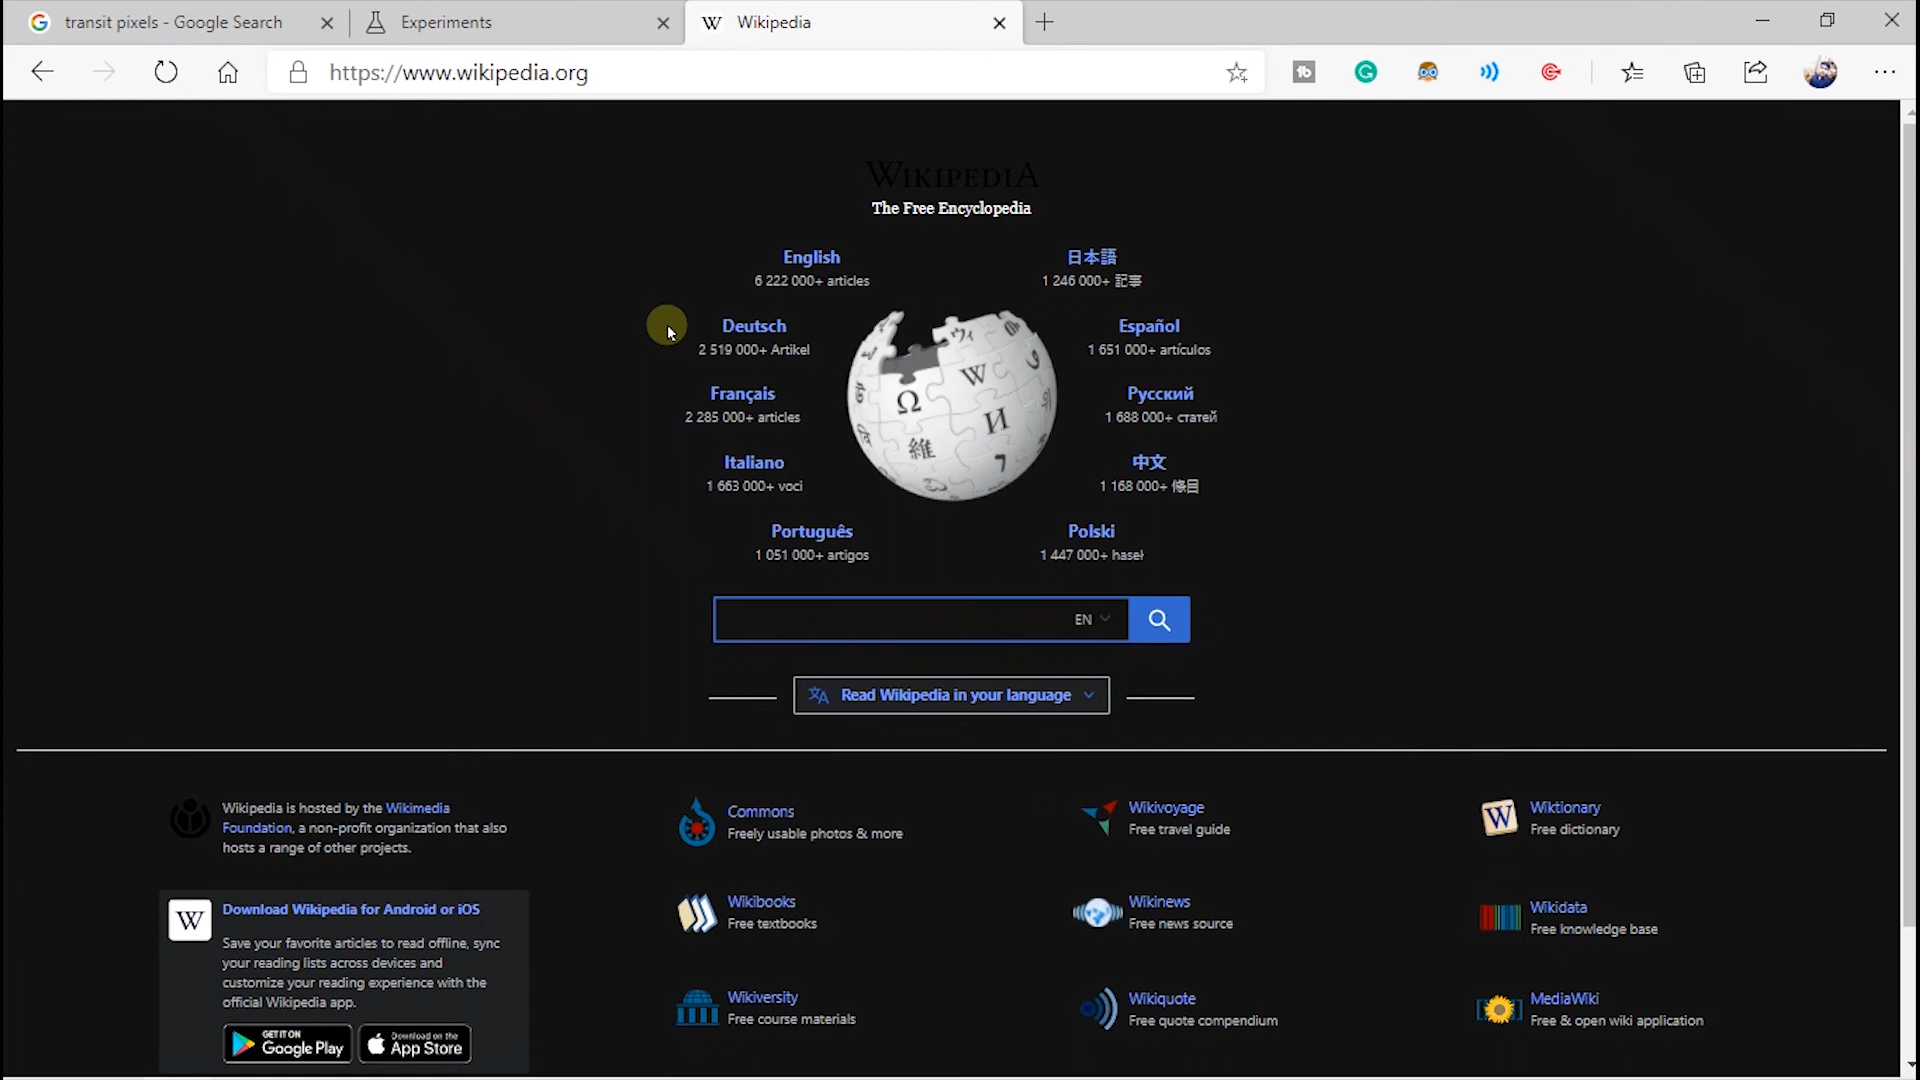 transit pixels - Google Search
Experiments
Wikipedia
https://www.wikipedia.org
WIKIPEDIA
The Free Encyclopedia
English
6 222 000+ articles
日本語
1 246 000+ 記事
Deutsch
2 519 000+ Artikel
Español
1 651 000+ artículos
Français
2 285 000+ articles
Русский
1 688 000+ статей
Italiano
1 663 000+ voci
中文
1 168 000+ 條目
Português
1 051 000+ artigos
Polski
1 447 000+ haseł
Ω
W
И
維
7
EN
Read Wikipedia in your language
Wikipedia is hosted by the Wikimedia
Foundation, a non-profit organization that also
hosts a range of other projects.
Download Wikipedia for Android or iOS
W
Save your favorite articles to read offline, sync
your reading lists across devices and
customize your reading experience with the
official Wikipedia app.
GET IT ON
Google Play
Download on the
App Store
Commons
Freely usable photos & more
Wikivoyage
Free travel guide
W
Wiktionary
Free dictionary
Wikibooks
Free textbooks
Wikinews
Free news source
Wikidata
Free knowledge base
Wikiversity
Free course materials
Wikiquote
Free quote compendium
MediaWiki
Free & open wiki application